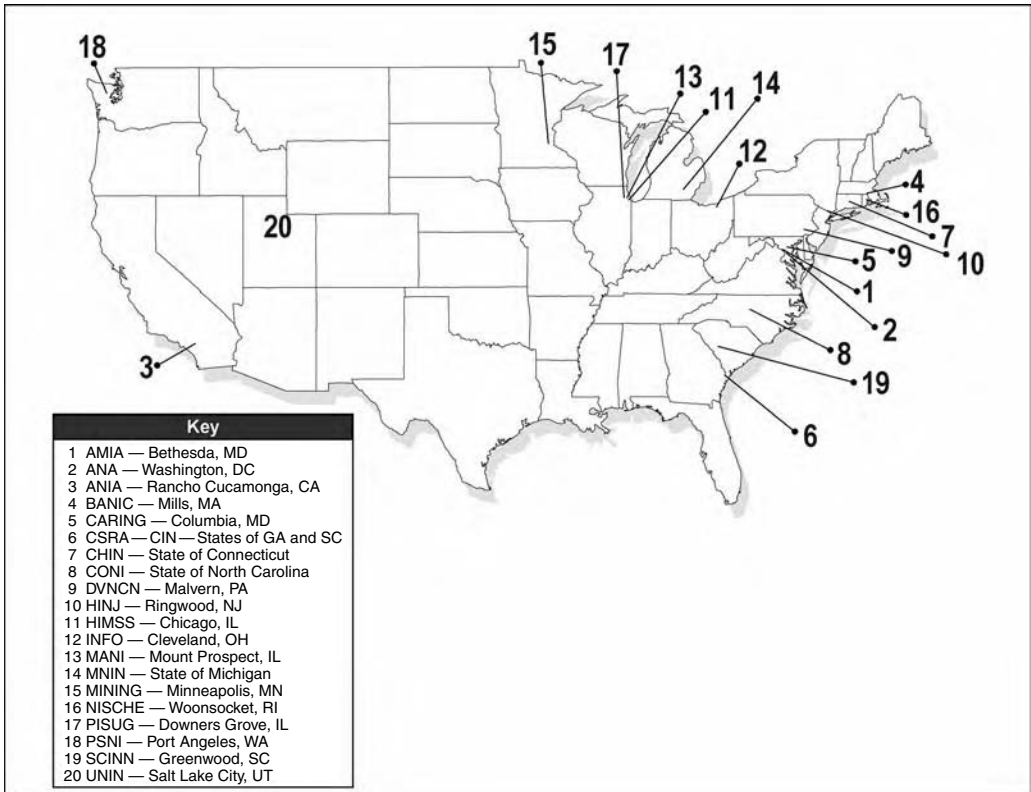 18
15
17
13
11
14
12
4
16
7
10
9
5
1
2
20
3
8
19
6
Key
1 AMIA — Bethesda, MD
2 ANA — Washington, DC
3 ANIA — Rancho Cucamonga, CA
4 BANIC — Mills, MA
5 CARING — Columbia, MD
6 CSRA—CIN—States of GA and SC
7 CHIN — State of Connecticut
8 CONI — State of North Carolina
9 DVNCN — Malvern, PA
10 HINJ — Ringwood, NJ
11 HIMSS — Chicago, IL
12 INFO — Cleveland, OH
13 MANI — Mount Prospect, IL
14 MNIN — State of Michigan
15 MINING — Minneapolis, MN
16 NISCHE — Woonsocket, RI
17 PISUG — Downers Grove, IL
18 PSNI — Port Angeles, WA
19 SCINN — Greenwood, SC
20 UNIN — Salt Lake City, UT